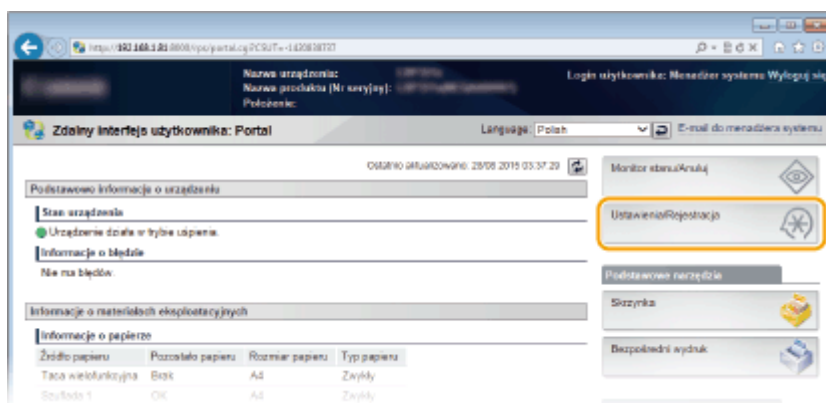 Nazwa urządzenia:
Nazwa produktu [Nr seryjny]:
Położenie:
Login użytkownika: Menedżer systemu Wyloguj się
Zdalny interfejs użytkownika: Portal
Language: Polish
E-mail do menadżera systemu
Ostatnio aktualizowano: 28/08 2015 03:37:29
Podstawowe informacje o urządzeniu
Stan urządzenia
Urządzenie działa w trybie uśpienia.
Informacje o błędzie
Nie ma błędów.
Informacje o materiałach eksploatacyjnych
Informacje o papierze
Źródło papieru Pozostało papieru Rozmiar papieru Typ papieru
Taca wielofunkcyjna Brak A4 Zwykły
Szuflada 1 OK A4 Zwykły
Monitor stanu/Anuluj
Ustawienia/Rejestracja
Podstawowe narzędzia
Skrzynka
Bezpośredni wydruk